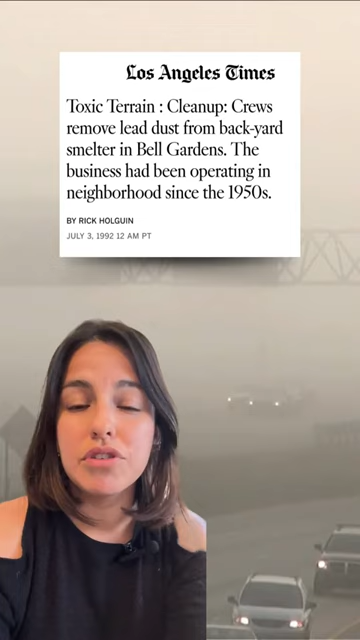 Los Angeles Times
Toxic Terrain : Cleanup: Crews
remove lead dust from back-yard
smelter in Bell Gardens. The
business had been operating in
neighborhood since the 1950s.
BY RICK HOLGUIN
JULY 3, 1992 12 AM PT